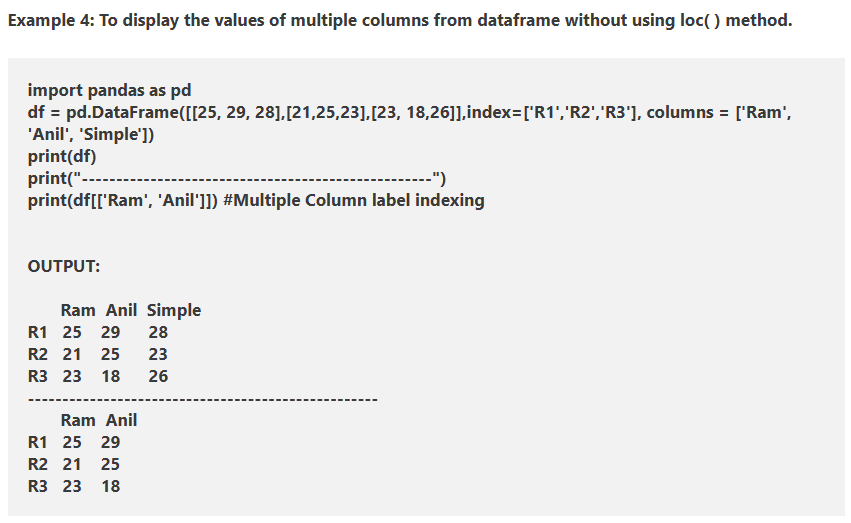 Example 4: To display the values of multiple columns from dataframe without using loc( ) method.
import pandas as pd
df = pd.DataFrame([[25, 29, 28],[21,25,23],[23, 18,26]],index=['R1','R2','R3'], columns = ['Ram',
'Anil', 'Simple'])
print(df)
print("---------------------------------------------------")
print(df[['Ram', 'Anil']]) #Multiple Column label indexing
OUTPUT:
Ram Anil Simple
R1 25 29 28
R2 21 25 23
R3 23 18 26
---------------------------------------------------
Ram Anil
R1 25 29
R2 21 25
R3 23 18